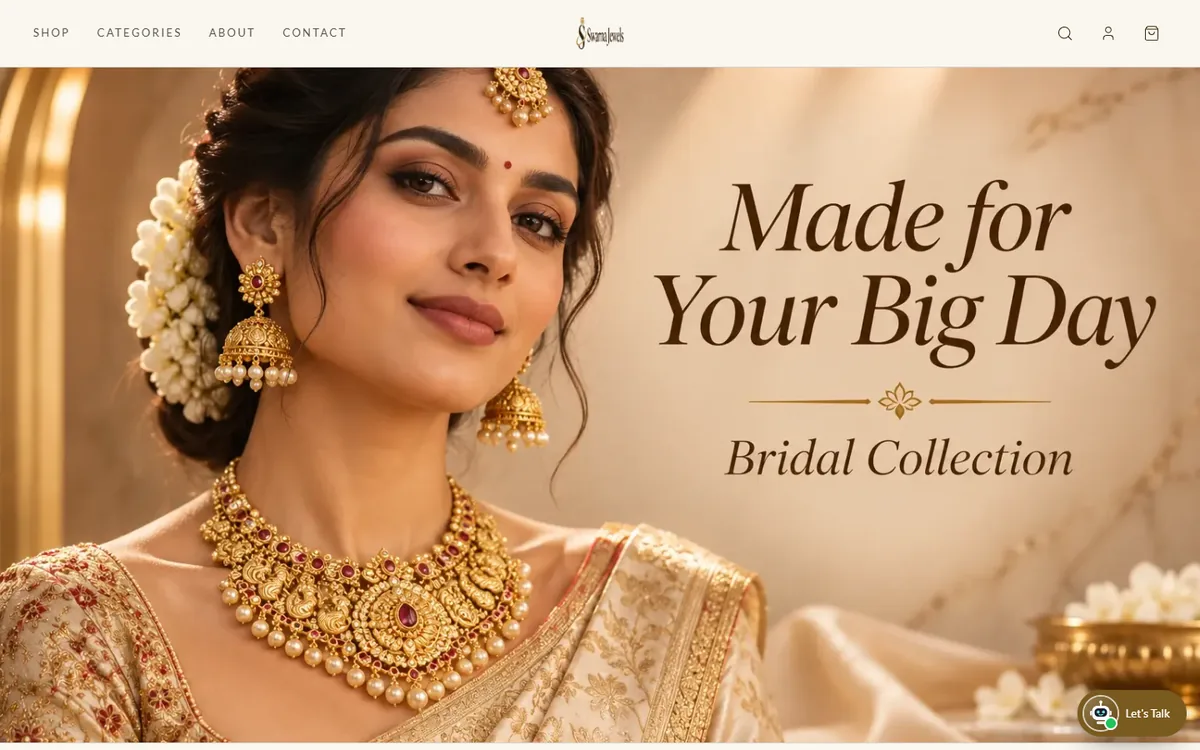 SHOP
CATEGORIES
ABOUT
CONTACT
Swarna Jewels
Made for
Your Big Day
Bridal Collection
Let's Talk